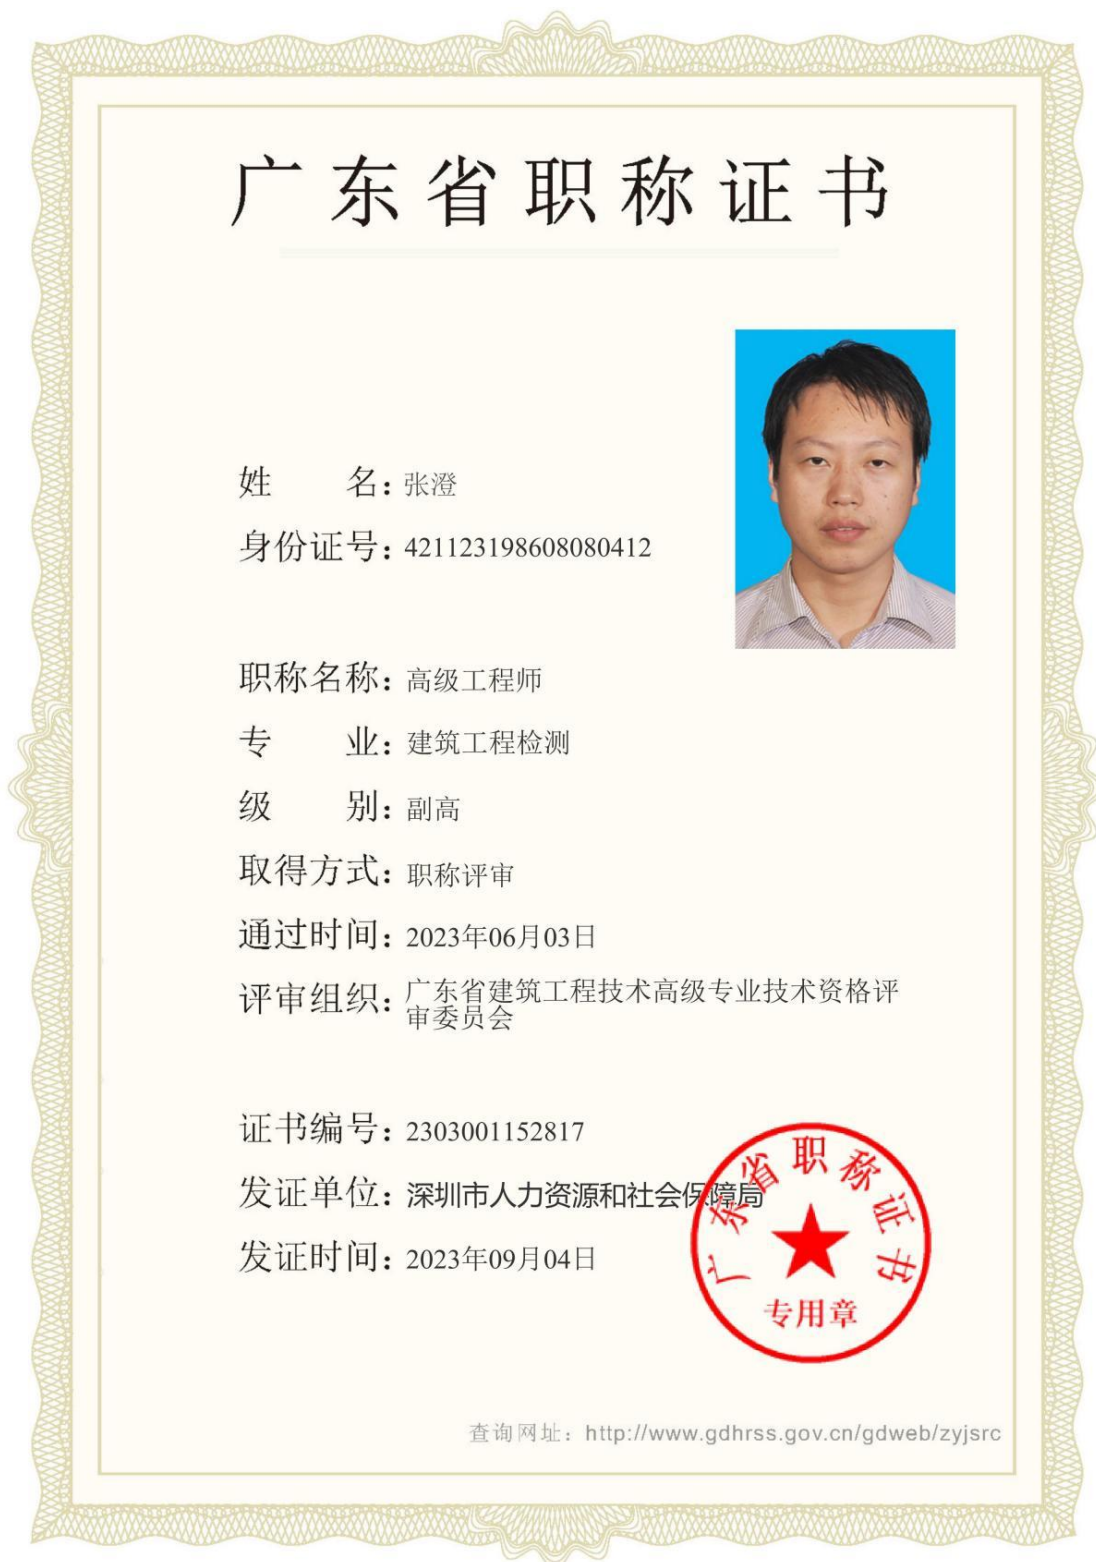 广东省职称证书
姓 名：张澄
身份证号：421123198608080412
职称名称：高级工程师
专 业：建筑工程检测
级 别：副高
取得方式：职称评审
通过时间：2023年06月03日
评审组织：广东省建筑工程技术高级专业技术资格评
审委员会
证书编号：2303001152817
发证单位：深圳市人力资源和社会保障局
发证时间：2023年09月04日
广东省职称证书
专用章
查询网址：http://www.gdhrss.gov.cn/gdweb/zyjsrc